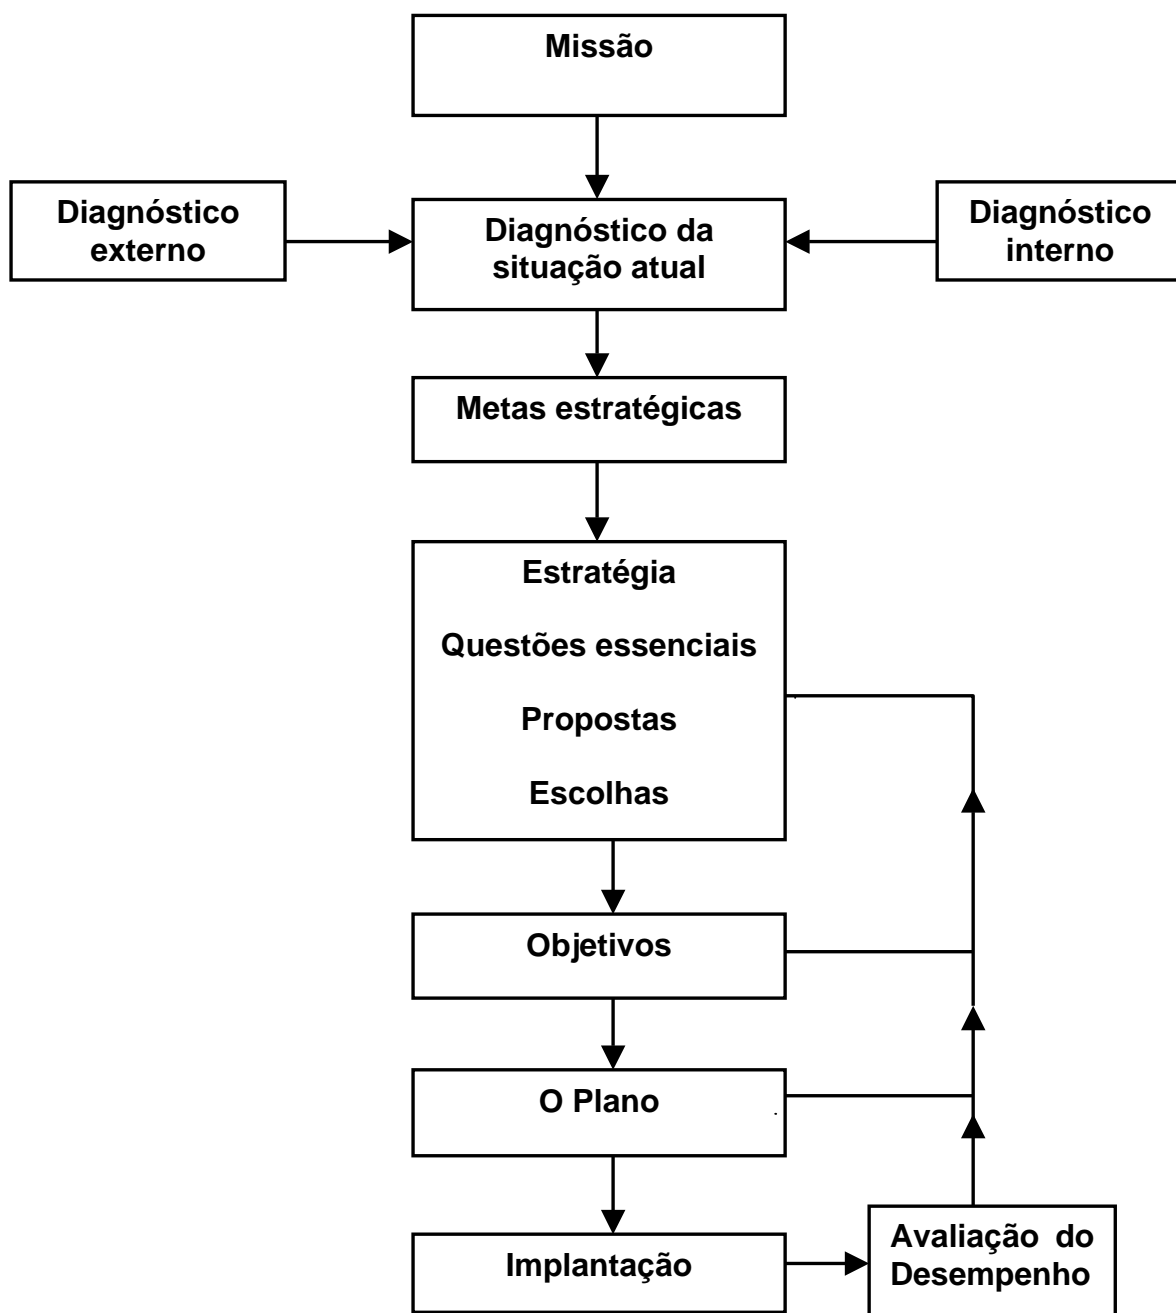 Missão
Diagnóstico
externo
Diagnóstico da
situação atual
Diagnóstico
interno
Metas estratégicas
Estratégia
Questões essenciais
Propostas
Escolhas
Objetivos
O Plano
Implantação
Avaliação do
Desempenho